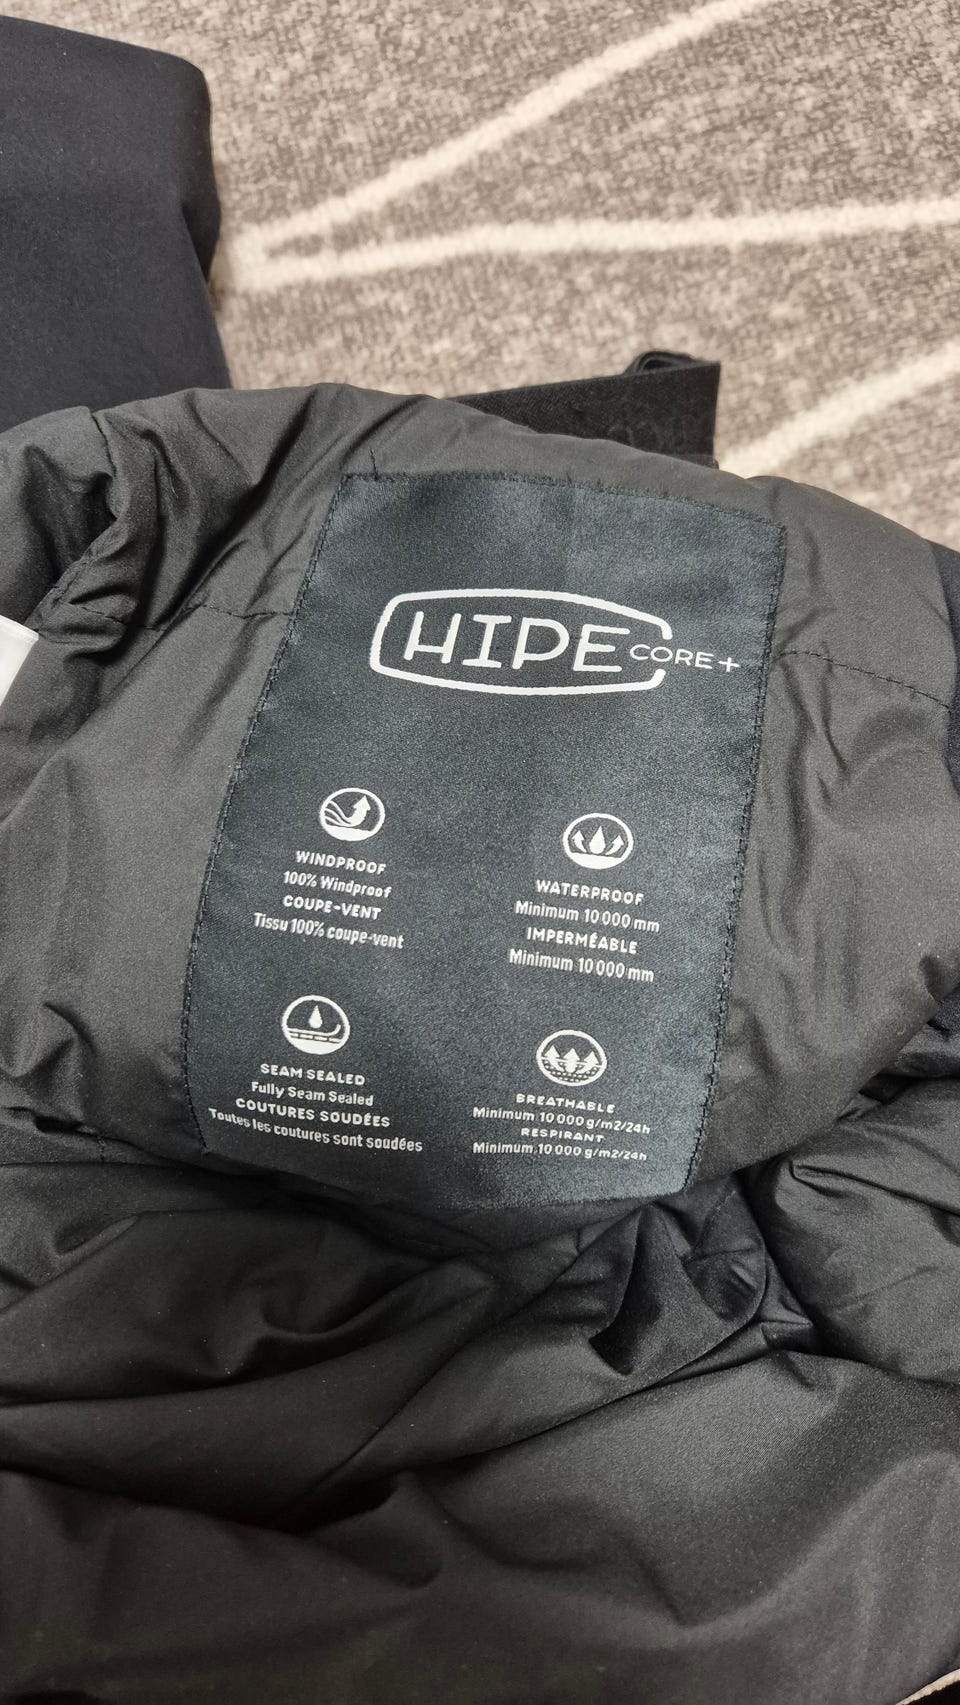 HIPE CORE+
WINDPROOF
100% Windproof
COUPE-VENT
Tissu 100% coupe-vent
WATERPROOF
Minimum 10 000 mm
IMPERMÉABLE
Minimum 10 000 mm
SEAM SEALED
Fully Seam Sealed
COUTURES SOUDÉES
Toutes les coutures sont soudées
BREATHABLE
Minimum 10 000 g/m2/24h
RESPIRANT
Minimum 10 000 g/m2/24h